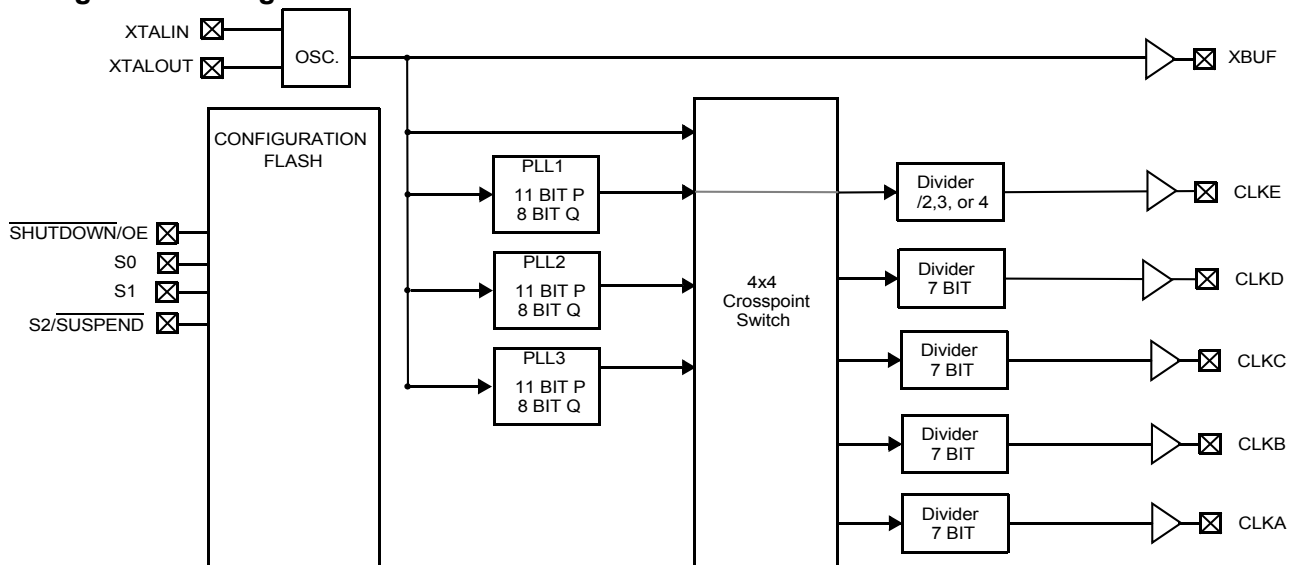 XTALIN
XTALOUT
OSC.
XBUF
CONFIGURATION
FLASH
SHUTDOWN/OE
S0
S1
S2/SUSPEND
PLL1
11 BIT P
8 BIT Q
PLL2
11 BIT P
8 BIT Q
PLL3
11 BIT P
8 BIT Q
4x4
Crosspoint
Switch
Divider
/2,3, or 4
CLKE
Divider
7 BIT
CLKD
Divider
7 BIT
CLKC
Divider
7 BIT
CLKB
Divider
7 BIT
CLKA